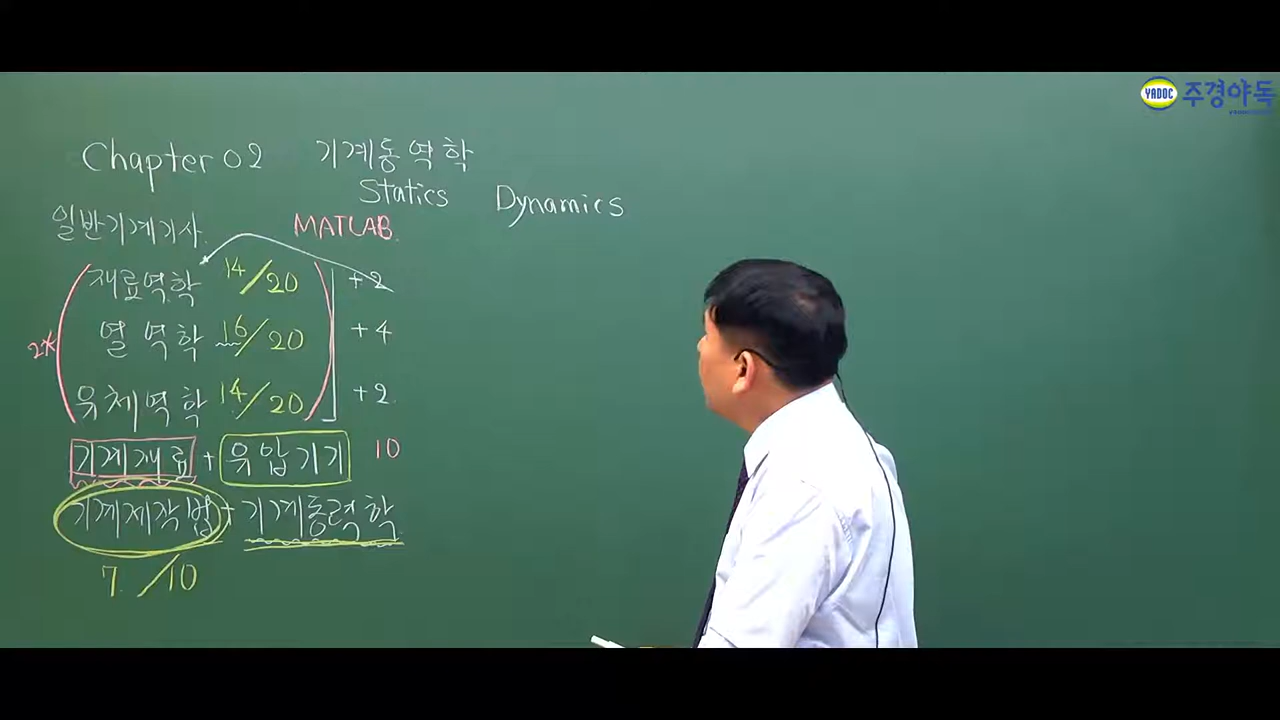 YADOC 주경야독
Chapter 02 기계동역학
Statics Dynamics
일반기계기사 MATLAB
재료역학 14/20 +2
열역학 16/20 +4
2* 유체역학 14/20 +2
기계재료 + 유압기기 10
기계제작법 + 기계동력학
7/10